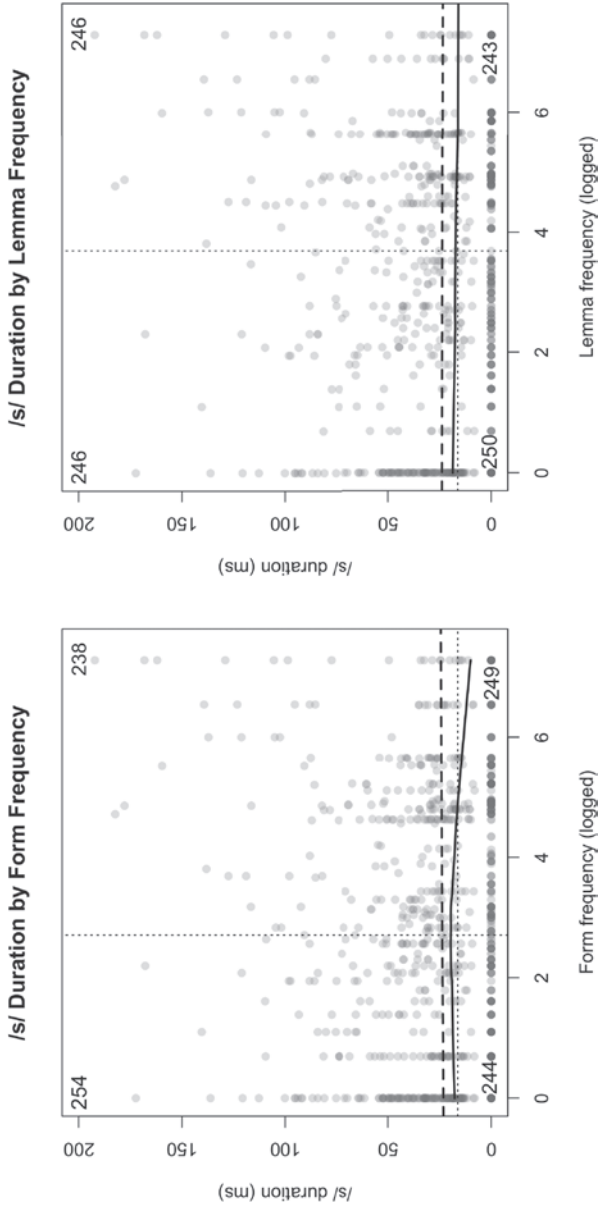 /s/ Duration by Form Frequency
254
238
244
249
200
150
100
50
0
/s/ duration (ms)
0 2 4 6
Form frequency (logged)
/s/ Duration by Lemma Frequency
246
246
250
243
200
150
100
50
0
/s/ duration (ms)
0 2 4 6
Lemma frequency (logged)